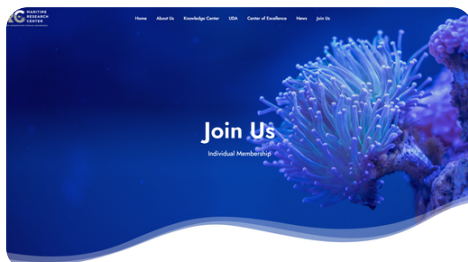 MARITIME
RESEARCH
CENTER
Home About Us Knowledge Center UDA Center of Excellence News Join Us
Join Us
Individual Membership